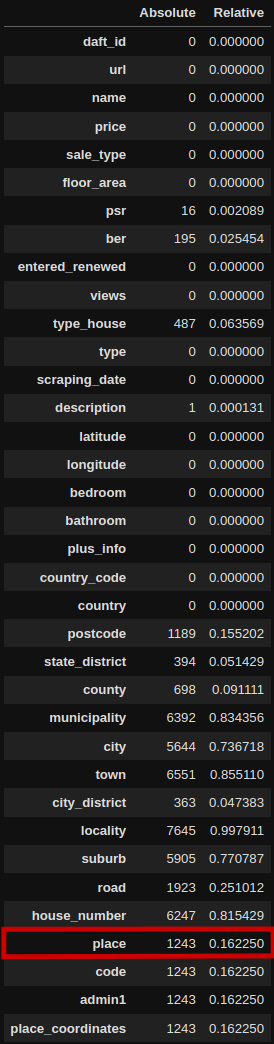 Absolute Relative
daft_id 0 0.000000
url 0 0.000000
name 0 0.000000
price 0 0.000000
sale_type 0 0.000000
floor_area 0 0.000000
psr 16 0.002089
ber 195 0.025454
entered_renewed 0 0.000000
views 0 0.000000
type_house 487 0.063569
type 0 0.000000
scraping_date 0 0.000000
description 1 0.000131
latitude 0 0.000000
longitude 0 0.000000
bedroom 0 0.000000
bathroom 0 0.000000
plus_info 0 0.000000
country_code 0 0.000000
country 0 0.000000
postcode 1189 0.155202
state_district 394 0.051429
county 698 0.091111
municipality 6392 0.834356
city 5644 0.736718
town 6551 0.855110
city_district 363 0.047383
locality 7645 0.997911
suburb 5905 0.770787
road 1923 0.251012
house_number 6247 0.815429
place 1243 0.162250
code 1243 0.162250
admin1 1243 0.162250
place_coordinates 1243 0.162250